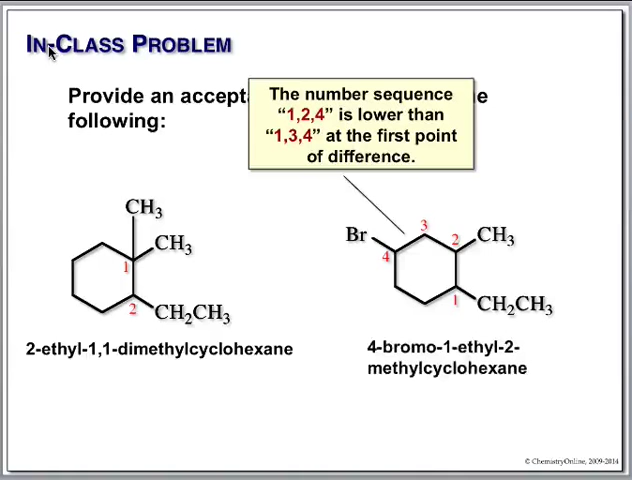 IN-CLASS PROBLEM
Provide an accept
following:
The number sequence
“1,2,4” is lower than
“1,3,4” at the first point
of difference.
CH3
CH3
1
2
CH2CH3
2-ethyl-1,1-dimethylcyclohexane
Br
3
2
CH3
4
1
CH2CH3
4-bromo-1-ethyl-2-
methylcyclohexane
© ChemistryOnline, 2009-2014